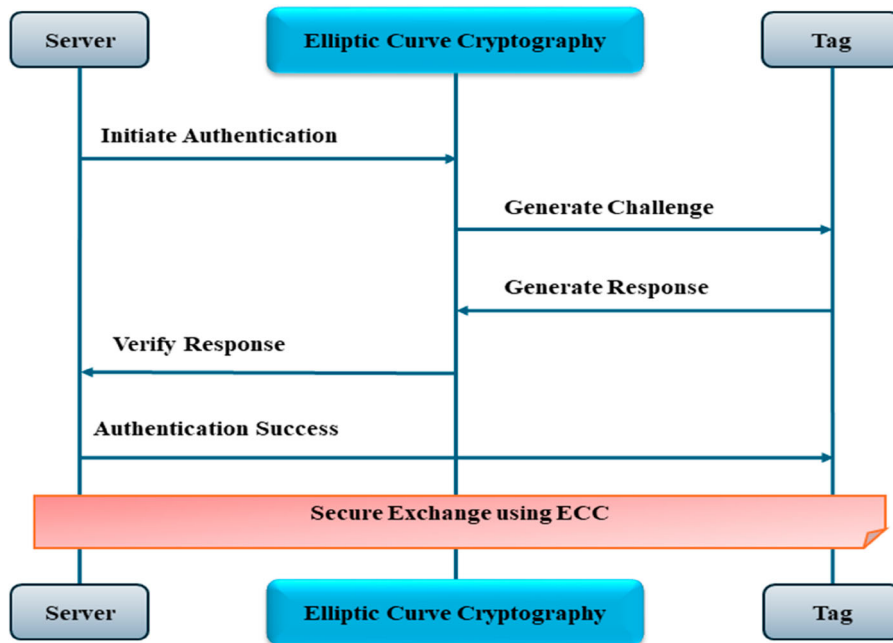 Server
Elliptic Curve Cryptography
Tag
Initiate Authentication
Generate Challenge
Generate Response
Verify Response
Authentication Success
Secure Exchange using ECC
Server
Elliptic Curve Cryptography
Tag